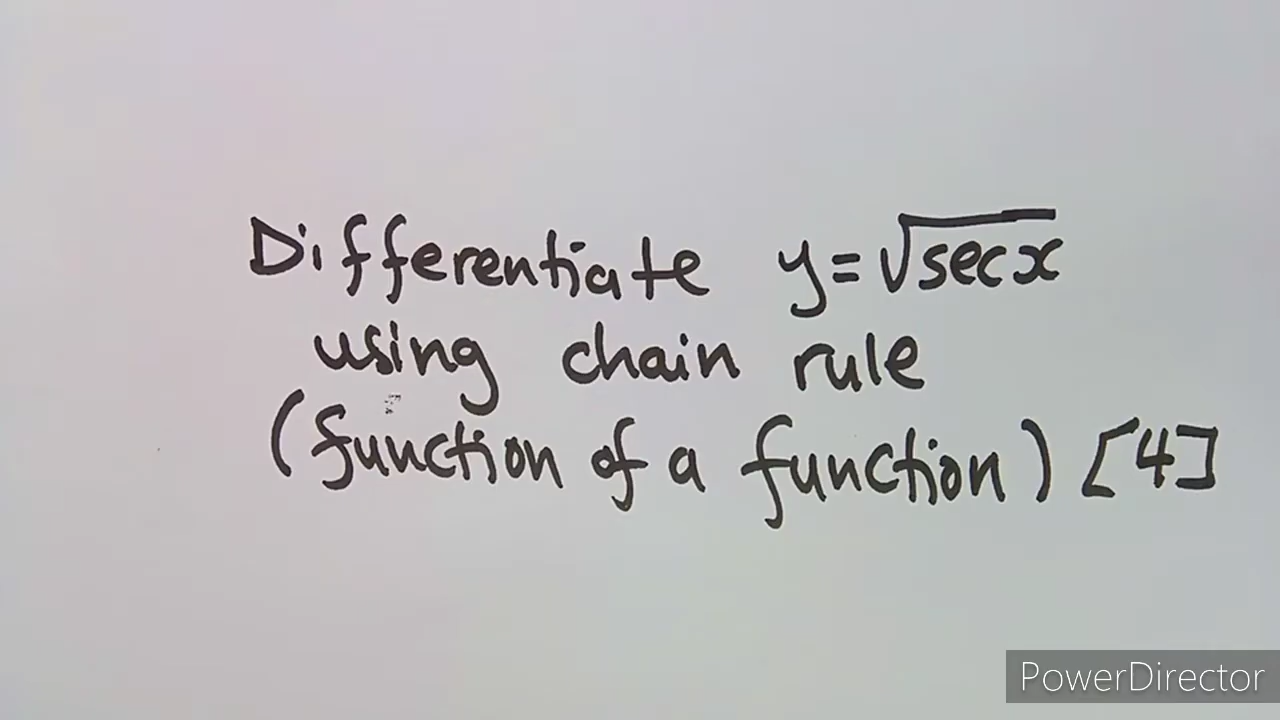 Differentiate y=√secx
using chain rule
(function of a function) [4]
PowerDirector